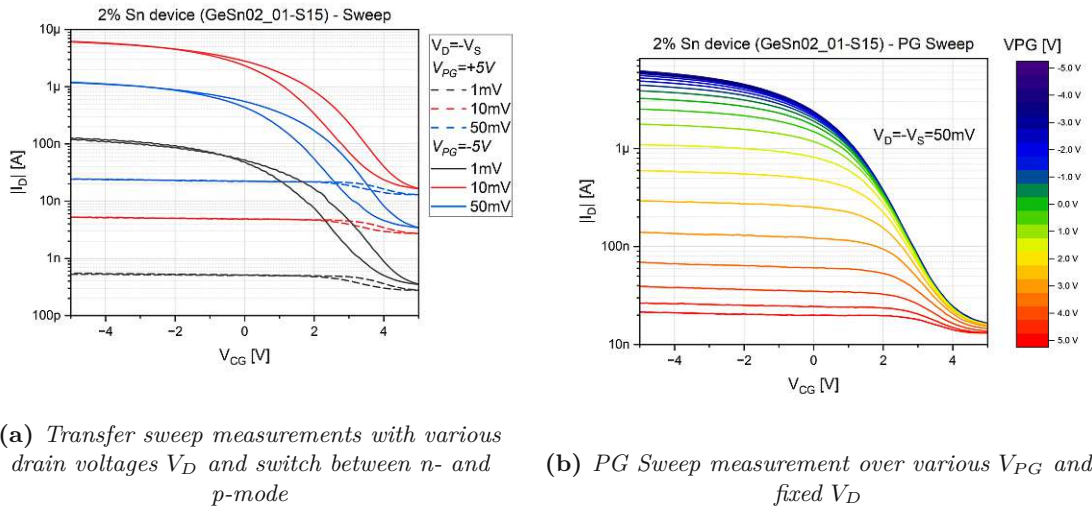 2% Sn device (GeSn02_01-S15) - Sweep
10μ
1μ
100n
10n
1n
100p
|I_D| [A]
−4
−2
0
2
4
V_CG [V]
V_D=-V_S
V_PG=+5V
1mV
10mV
50mV
V_PG=-5V
1mV
10mV
50mV
2% Sn device (GeSn02_01-S15) - PG Sweep
V_D=-V_S=50mV
1μ
100n
10n
|I_D| [A]
−4
−2
0
2
4
V_CG [V]
VPG [V]
-5.0 V
-4.0 V
-3.0 V
-2.0 V
-1.0 V
0.0 V
1.0 V
2.0 V
3.0 V
4.0 V
5.0 V
(a) Transfer sweep measurements with various
drain voltages V_D and switch between n- and
p-mode
(b) PG Sweep measurement over various V_PG and
fixed V_D